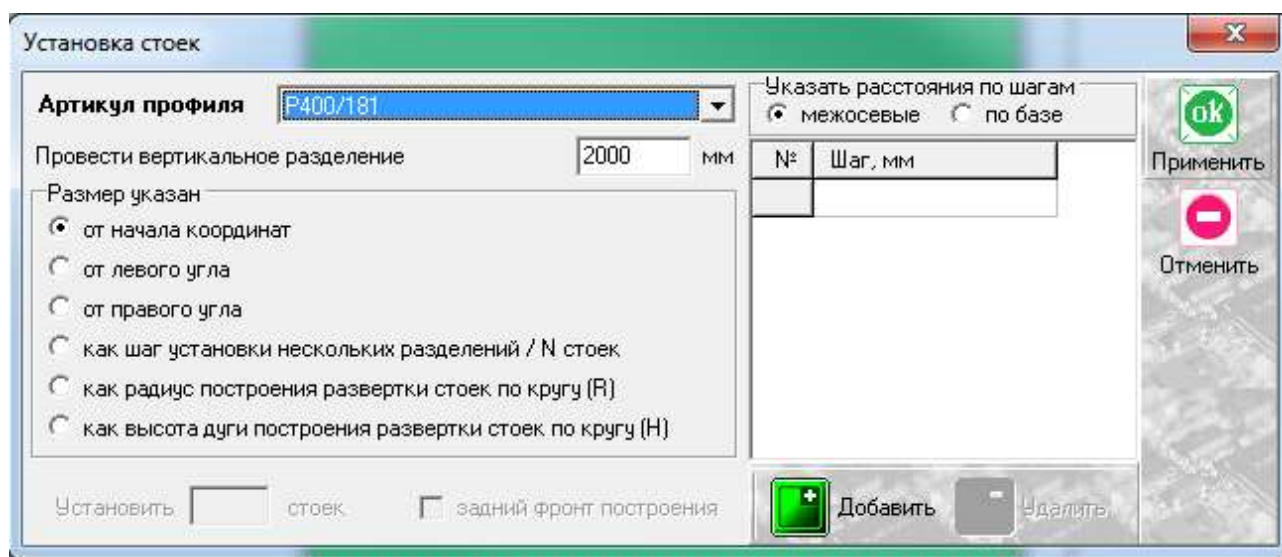 Установка стоек
Артикул профиля P400/181
Провести вертикальное разделение 2000 мм
Размер указан
от начала координат
от левого угла
от правого угла
как шаг установки нескольких разделений / N стоек
как радиус построения развертки стоек по кругу (R)
как высота дуги построения развертки стоек по кругу (H)
Установить стоек задний фронт построения
Указать расстояния по шагам
межосевые по базе
№ Шаг, мм
Добавить Удалить
ok
Применить
Отменить